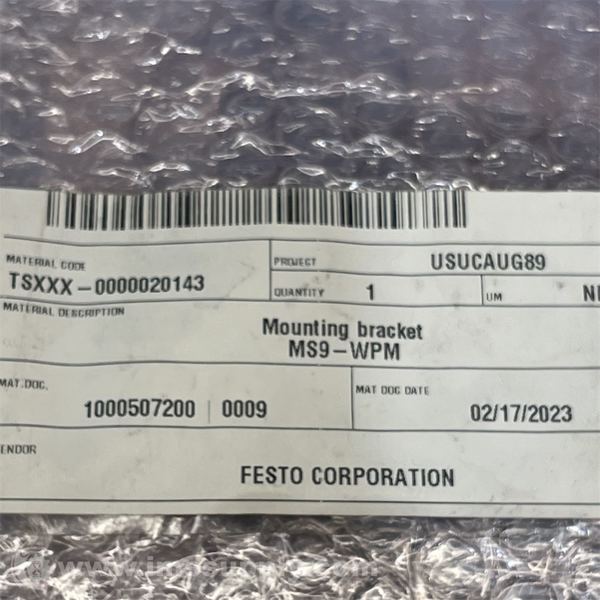 MATERIAL CODE
TSXXX-0000020143
PROJECT
USUCAUG89
QUANTITY
1
UM
MATERIAL DESCRIPTION
Mounting bracket
MS9-WPM
MAT.DOC.
1000507200 | 0009
MAT DOC DATE
02/17/2023
ENDOR
FESTO CORPORATION